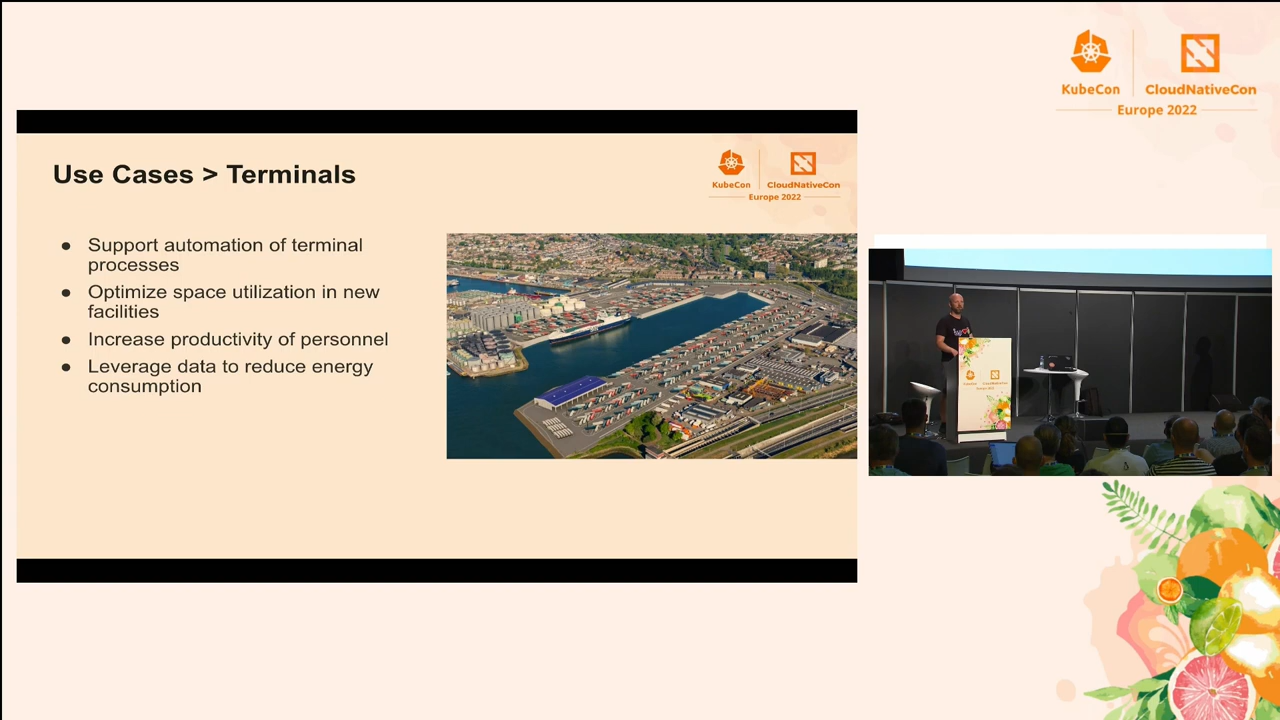 KubeCon
CloudNativeCon
Europe 2022
Use Cases > Terminals
KubeCon
CloudNativeCon
Europe 2022
● Support automation of terminal
processes
● Optimize space utilization in new
facilities
● Increase productivity of personnel
● Leverage data to reduce energy
consumption